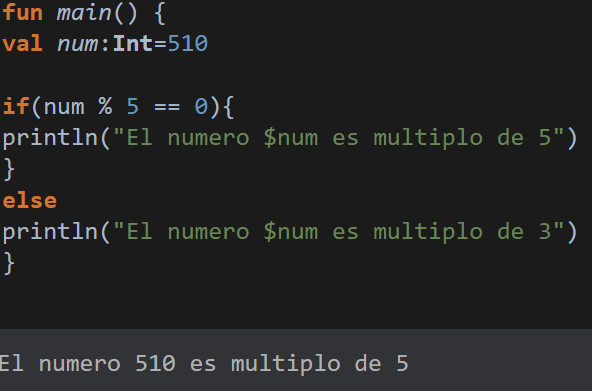 fun main() {
val num:Int=510
if(num % 5 == 0){
println("El numero $num es multiplo de 5")
}
else
println("El numero $num es multiplo de 3")
}
El numero 510 es multiplo de 5